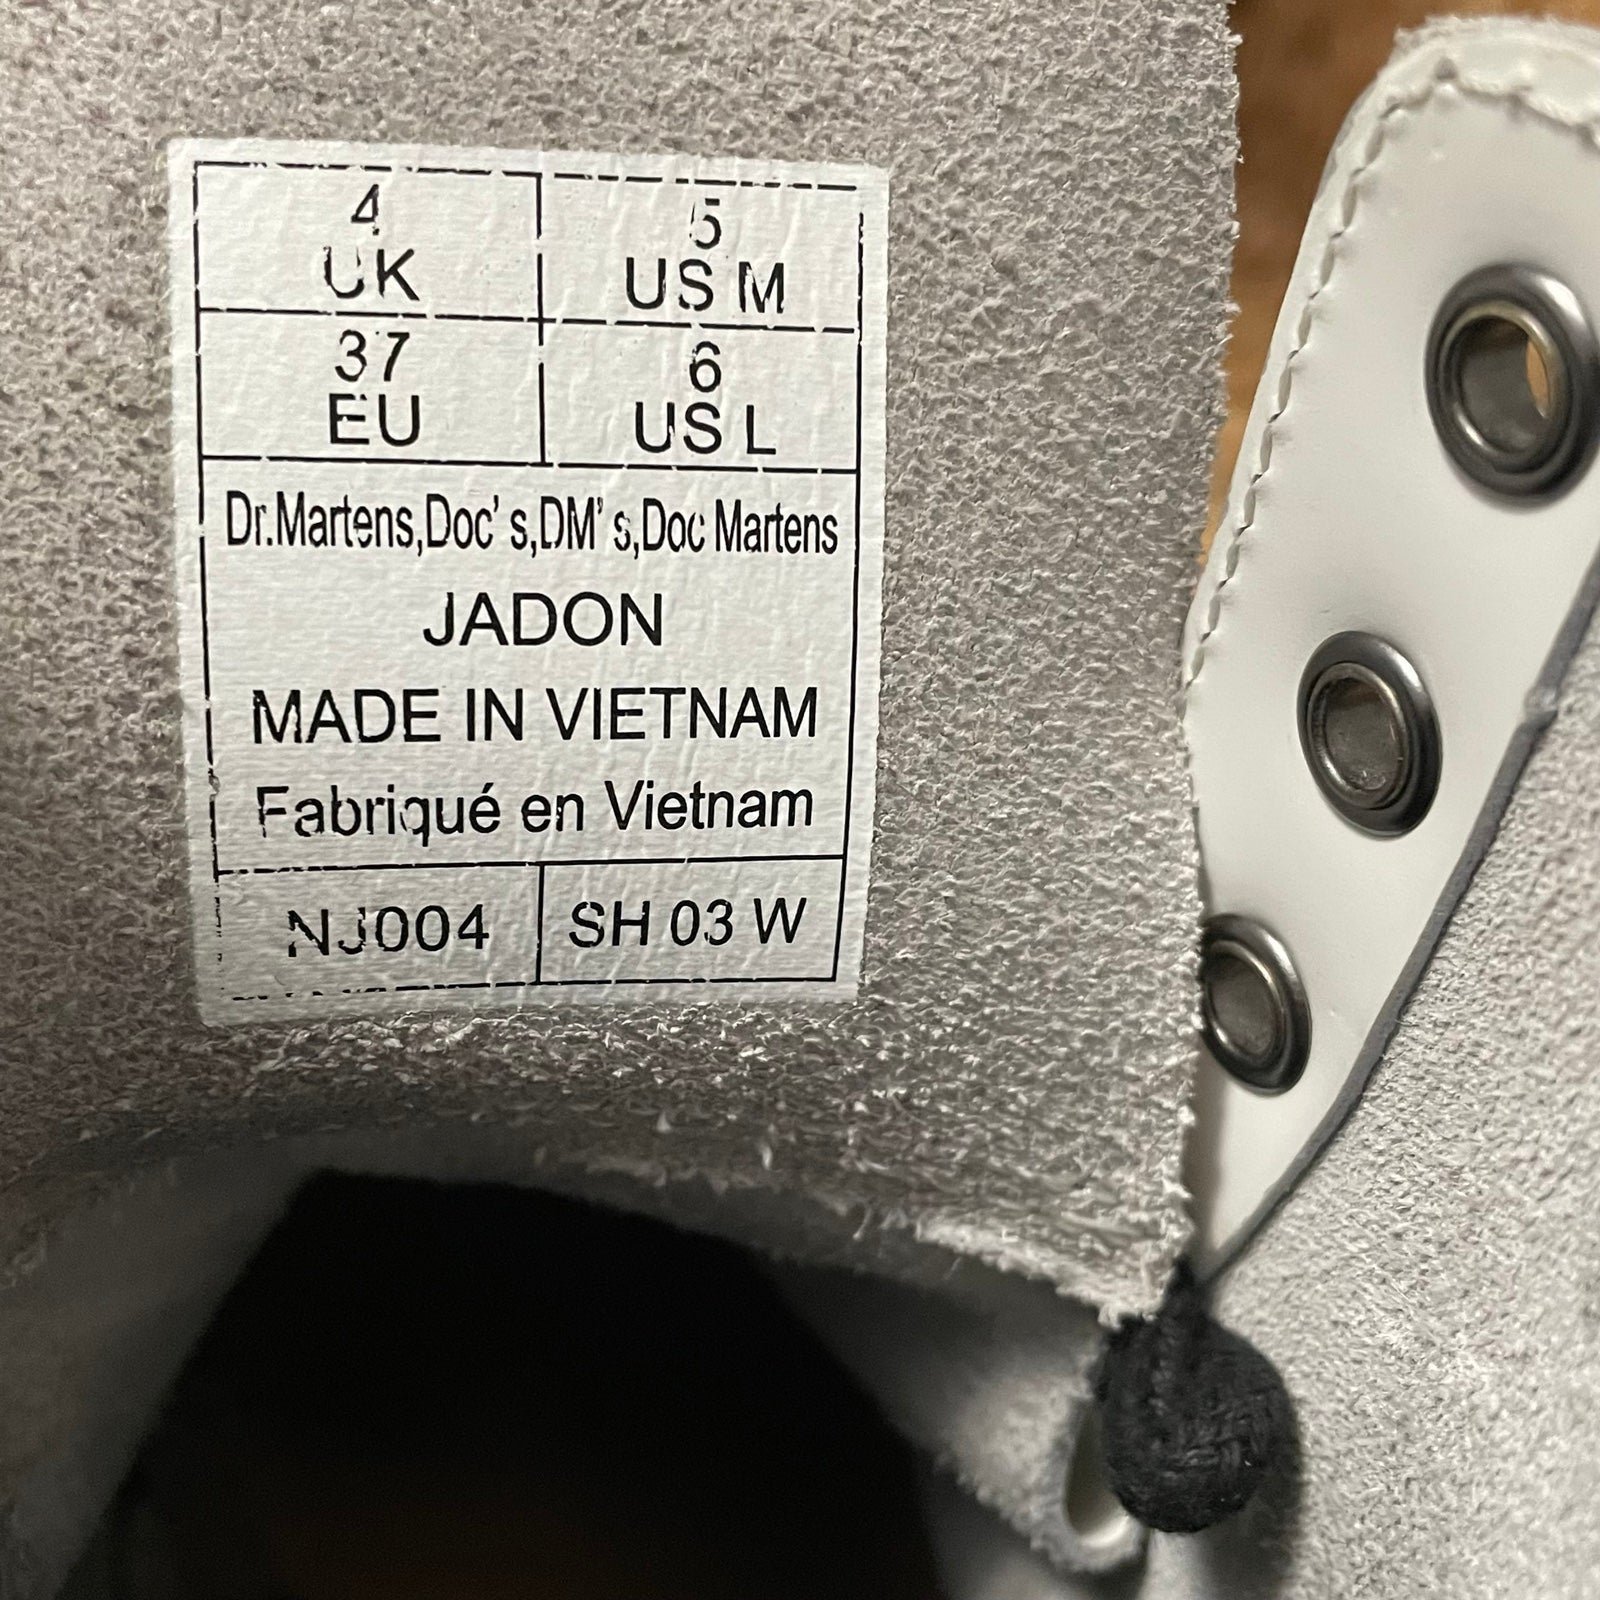 4 UK
5 US M
37 EU
6 US L
Dr.Martens,Doc's,DM's,Doc Martens
JADON
MADE IN VIETNAM
Fabriqué en Vietnam
NJ004
SH 03 W